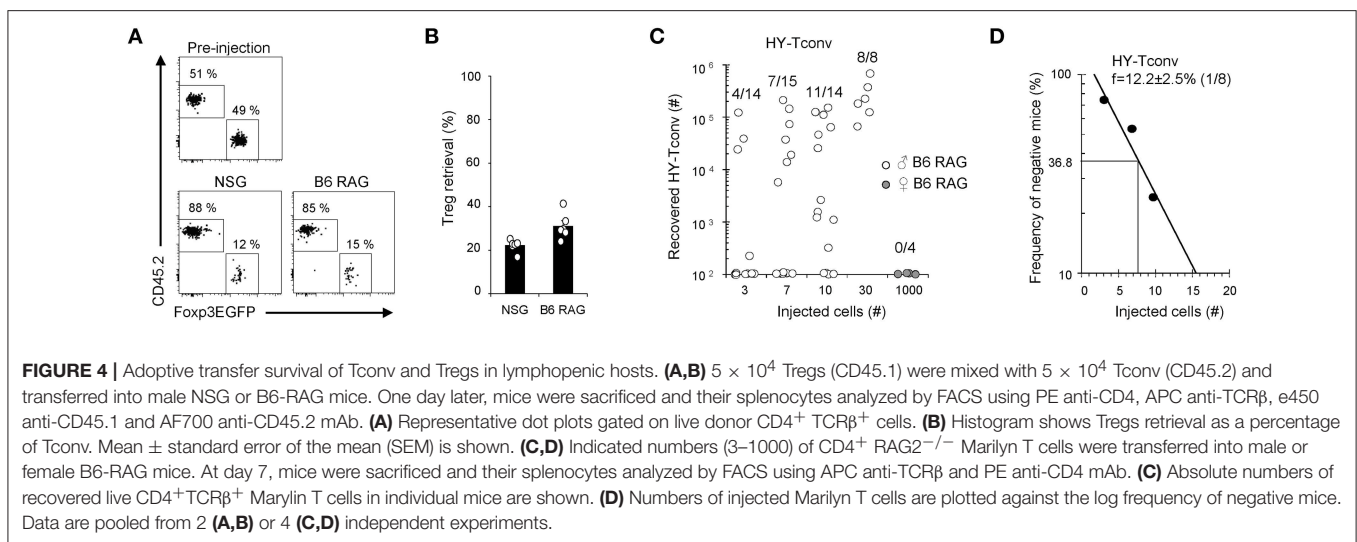 A
Pre-injection
51 %
49 %
NSG
B6 RAG
88 %
12 %
85 %
15 %
CD45.2
Foxp3EGFP
B
Treg retrieval (%)
100
80
60
40
20
0
NSG
B6 RAG
C
HY-Tconv
Recovered HY-Tconv (#)
10^6
10^5
10^4
10^3
10^2
4/14
7/15
11/14
8/8
0/4
♂ B6 RAG
♀ B6 RAG
3 7 10 30 1000
Injected cells (#)
D
HY-Tconv
f=12.2±2.5% (1/8)
Frequency of negative mice (%)
100
36.8
10
0 5 10 15 20
Injected cells (#)
FIGURE 4 | Adoptive transfer survival of Tconv and Tregs in lymphopenic hosts. (A,B) 5 × 10^4 Tregs (CD45.1) were mixed with 5 × 10^4 Tconv (CD45.2) and
transferred into male NSG or B6-RAG mice. One day later, mice were sacrificed and their splenocytes analyzed by FACS using PE anti-CD4, APC anti-TCRβ, e450
anti-CD45.1 and AF700 anti-CD45.2 mAb. (A) Representative dot plots gated on live donor CD4+ TCRβ+ cells. (B) Histogram shows Tregs retrieval as a percentage
of Tconv. Mean ± standard error of the mean (SEM) is shown. (C,D) Indicated numbers (3–1000) of CD4+ RAG2−/− Marilyn T cells were transferred into male or
female B6-RAG mice. At day 7, mice were sacrificed and their splenocytes analyzed by FACS using APC anti-TCRβ and PE anti-CD4 mAb. (C) Absolute numbers of
recovered live CD4+TCRβ+ Marylin T cells in individual mice are shown. (D) Numbers of injected Marilyn T cells are plotted against the log frequency of negative mice.
Data are pooled from 2 (A,B) or 4 (C,D) independent experiments.